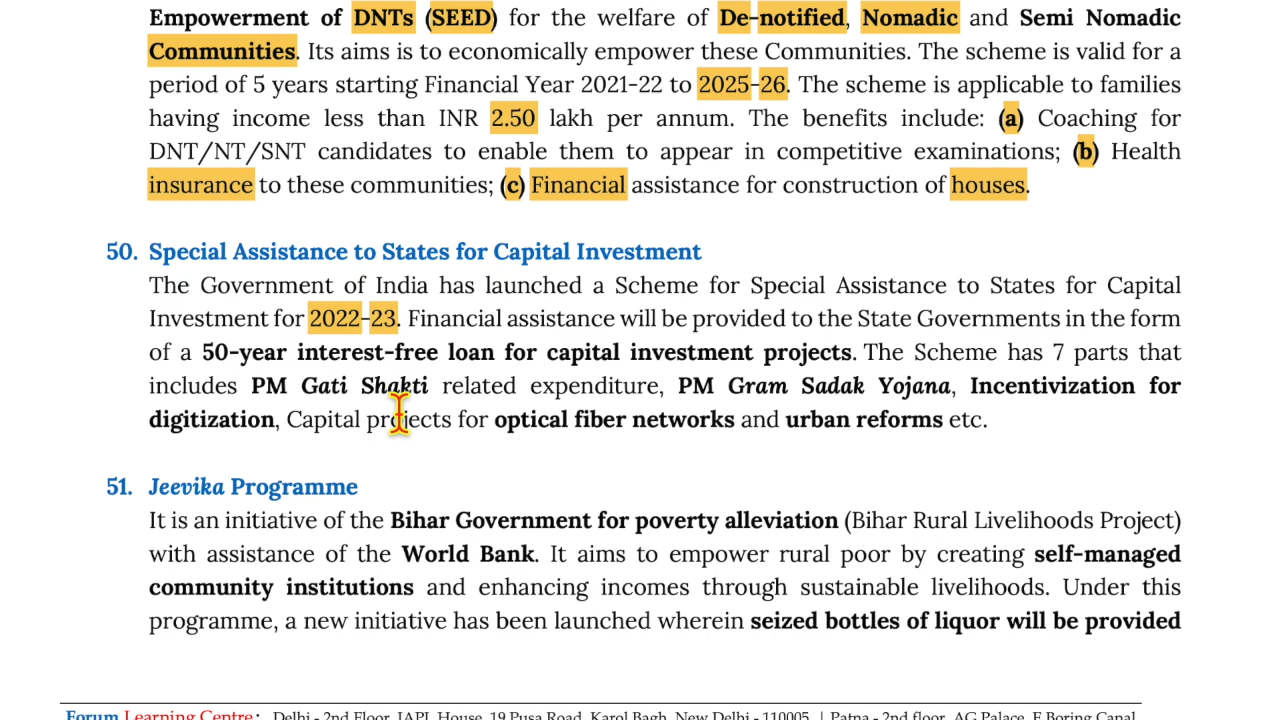 Empowerment of DNTs (SEED) for the welfare of De-notified, Nomadic and Semi Nomadic
Communities. Its aims is to economically empower these Communities. The scheme is valid for a
period of 5 years starting Financial Year 2021-22 to 2025-26. The scheme is applicable to families
having income less than INR 2.50 lakh per annum. The benefits include: (a) Coaching for
DNT/NT/SNT candidates to enable them to appear in competitive examinations; (b) Health
insurance to these communities; (c) Financial assistance for construction of houses.
50. Special Assistance to States for Capital Investment
The Government of India has launched a Scheme for Special Assistance to States for Capital
Investment for 2022-23. Financial assistance will be provided to the State Governments in the form
of a 50-year interest-free loan for capital investment projects. The Scheme has 7 parts that
includes PM Gati Shakti related expenditure, PM Gram Sadak Yojana, Incentivization for
digitization, Capital projects for optical fiber networks and urban reforms etc.
51. Jeevika Programme
It is an initiative of the Bihar Government for poverty alleviation (Bihar Rural Livelihoods Project)
with assistance of the World Bank. It aims to empower rural poor by creating self-managed
community institutions and enhancing incomes through sustainable livelihoods. Under this
programme, a new initiative has been launched wherein seized bottles of liquor will be provided
Forum Learning Centre: Delhi - 2nd Floor, IAPL House, 19 Pusa Road, Karol Bagh, New Delhi - 110005 | Patna - 2nd floor, AG Palace, E Boring Canal